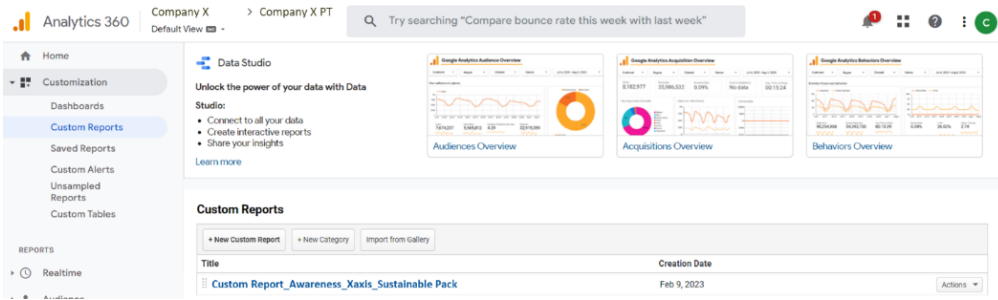 Analytics 360
Company X > Company X PT
Default View
Try searching “Compare bounce rate this week with last week”
1
C
Home
Customization
Dashboards
Custom Reports
Saved Reports
Custom Alerts
Unsampled
Reports
Custom Tables
REPORTS
Realtime
Audience
Data Studio
Unlock the power of your data with Data
Studio:
• Connect to all your data
• Create interactive reports
• Share your insights
Learn more
Google Analytics Audience Overview
Audiences Overview
Google Analytics Acquisition Overview
Acquisitions Overview
Google Analytics Behaviors Overview
Behaviors Overview
Custom Reports
+ New Custom Report
+ New Category
Import from Gallery
Title Creation Date
Custom Report_Awareness_Xaxis_Sustainable Pack Feb 9, 2023 Actions